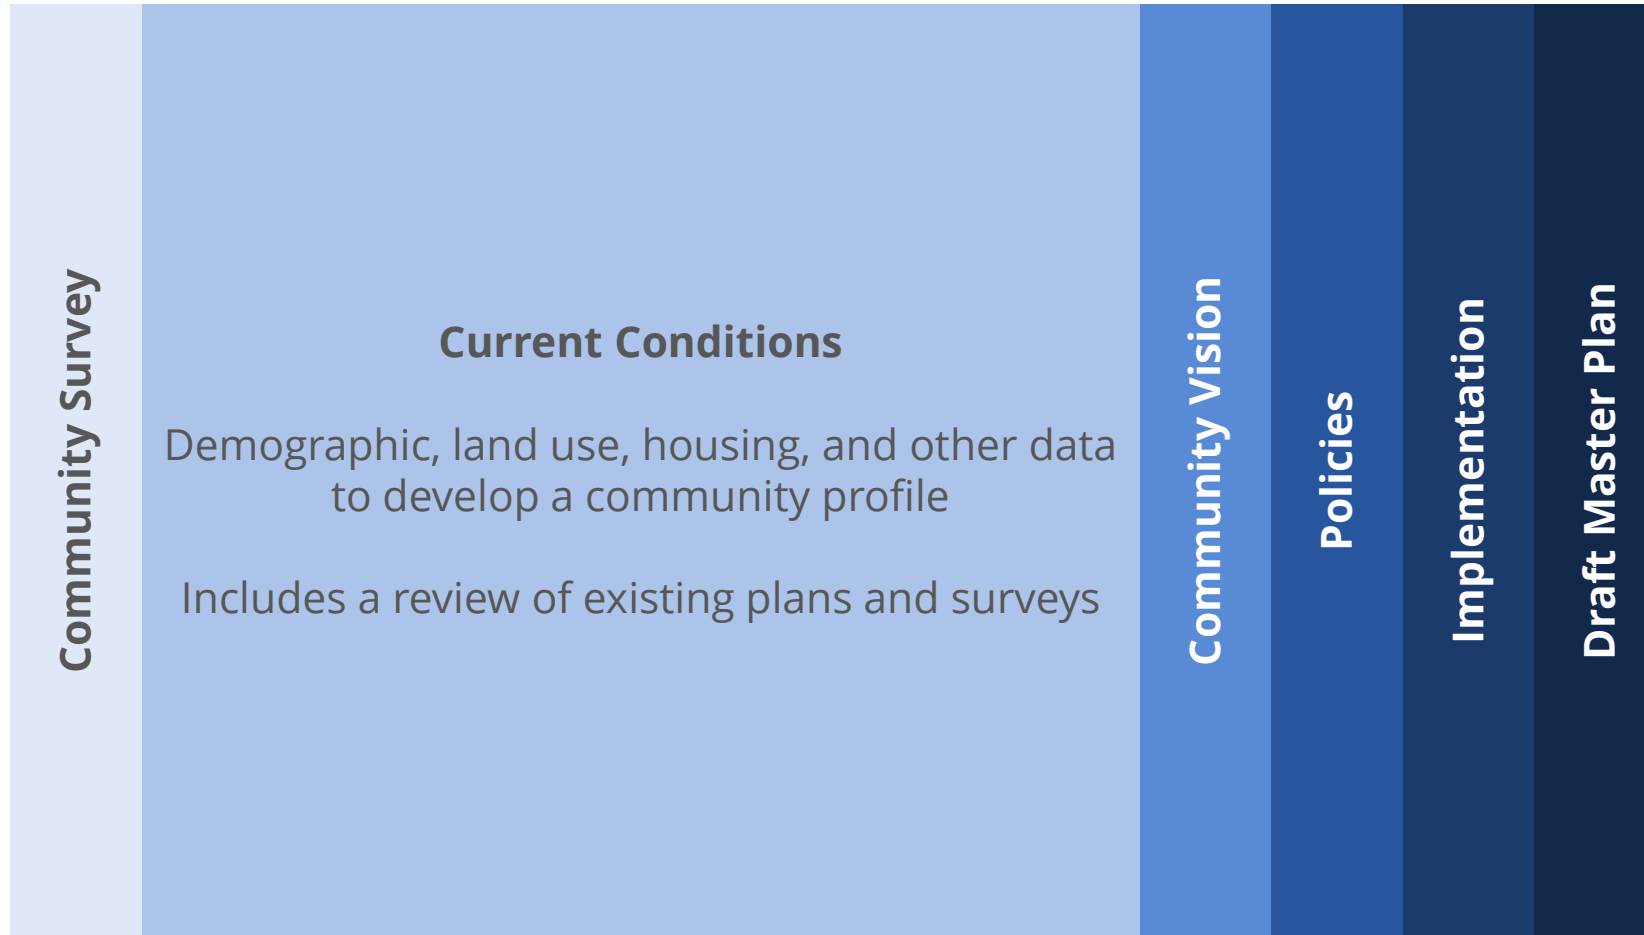 Community Survey
Current Conditions
Demographic, land use, housing, and other data
to develop a community profile
Includes a review of existing plans and surveys
Community Vision
Policies
Implementation
Draft Master Plan